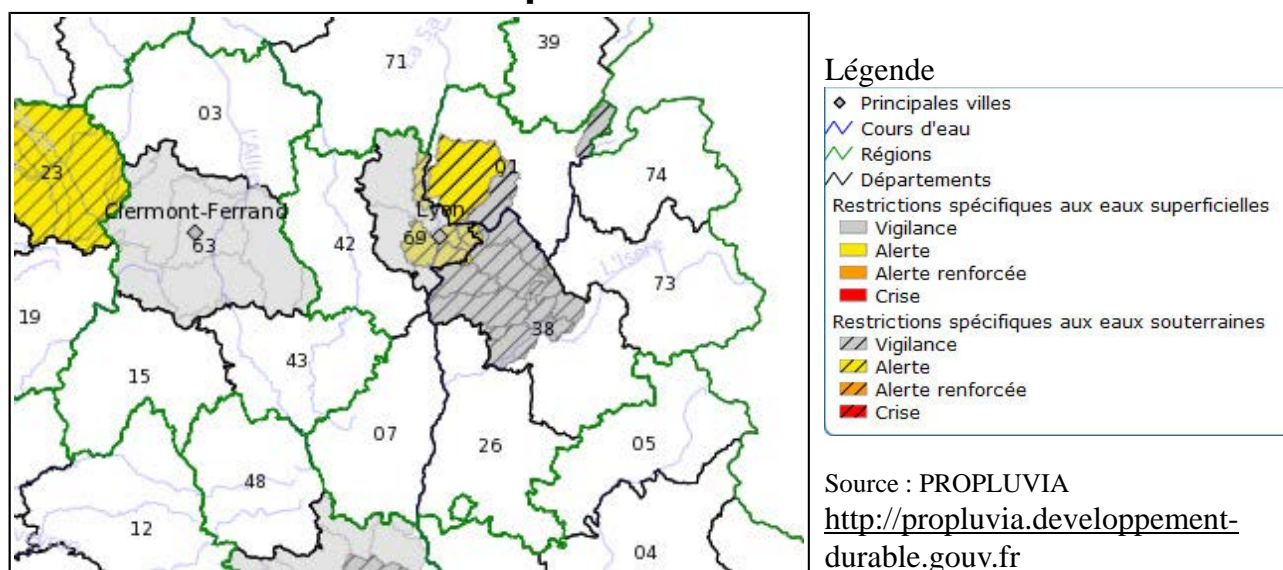 39
71
03
23
01
74
Clermont-Ferrand
Lyon
63
42
69
73
L'Isère
19
38
15
43
07
26
05
48
12
04
Légende
Principales villes
Cours d'eau
Régions
Départements
Restrictions spécifiques aux eaux superficielles
Vigilance
Alerte
Alerte renforcée
Crise
Restrictions spécifiques aux eaux souterraines
Vigilance
Alerte
Alerte renforcée
Crise
Source : PROPLUVIA
http://propluvia.developpement-
durable.gouv.fr